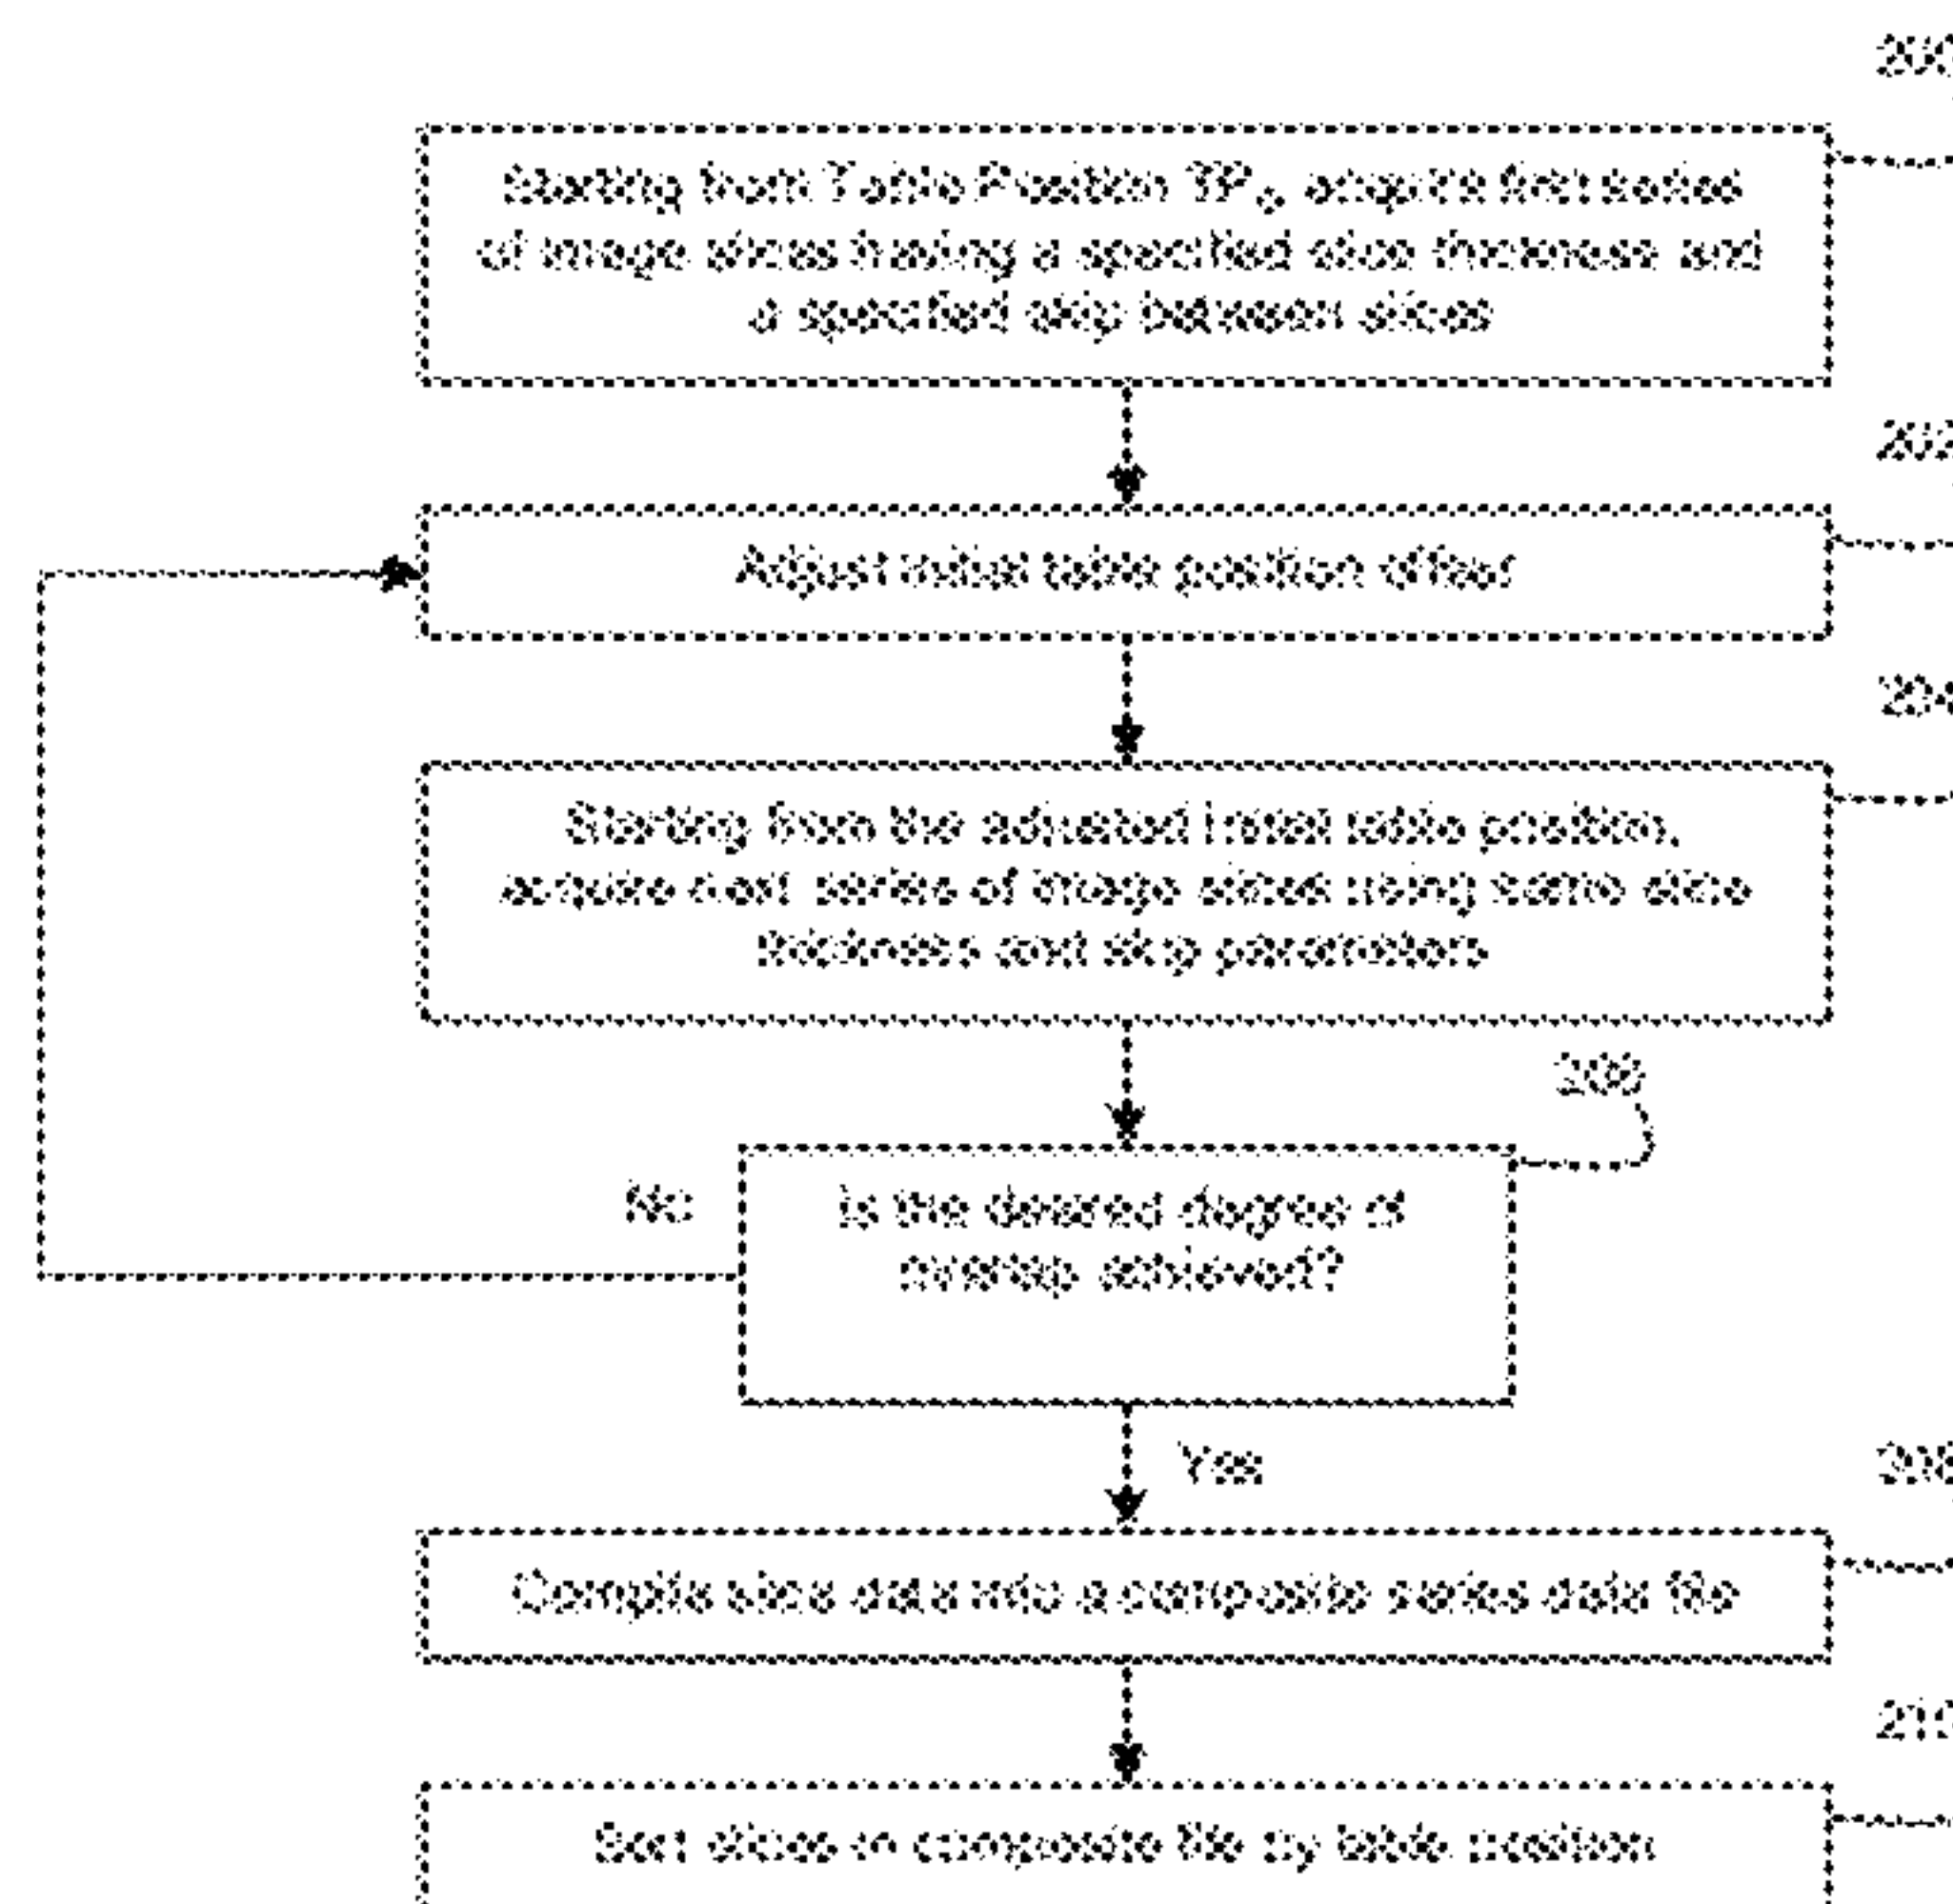 Starting from Table Position TP₀, acquire first series
of image slices having a specified slice thickness and
a specified skip between slices
202
Adjust initial table position offset
Starting from the adjusted initial table position,
acquire next series of image slices using same slice
thickness and skip parameters
206
No
Is the desired degree of
overlap achieved?
Yes
208
Compile slice data into a composite series data file
Sort slices in composite file by table position